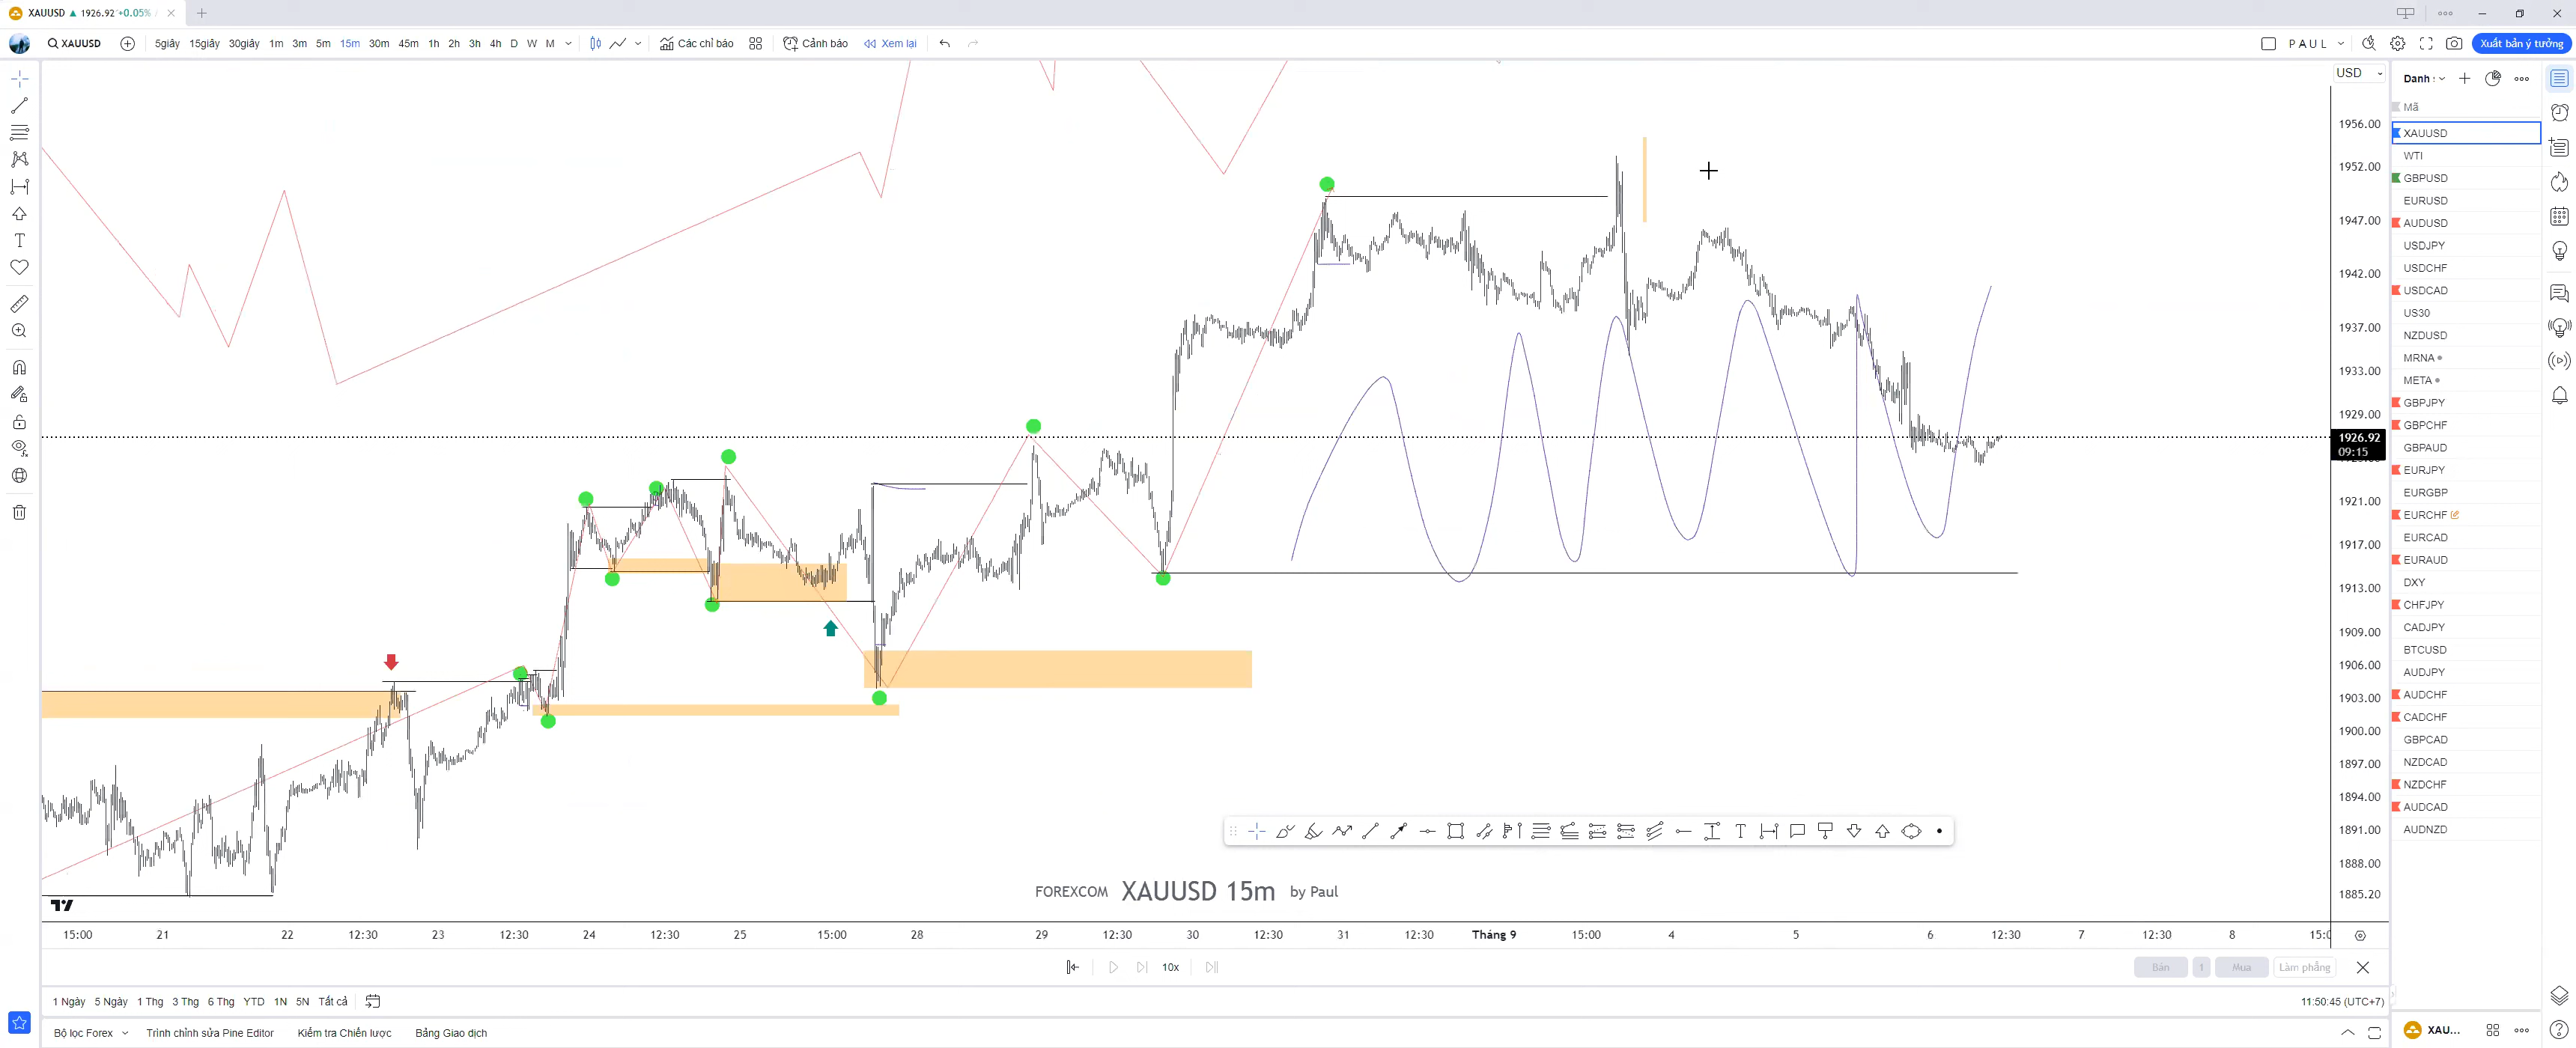 XAUUSD ▲ 1926.92 +0.05%
XAUUSD 5giây 15giây 30giây 1m 3m 5m 15m 30m 45m 1h 2h 3h 4h D W M Các chỉ báo Cảnh báo Xem lại PAUL Xuất bản ý tưởng
USD
1956.00
1952.00
1947.00
1942.00
1937.00
1933.00
1929.00
1926.92
09:15
1921.00
1917.00
1913.00
1909.00
1906.00
1903.00
1900.00
1897.00
1894.00
1891.00
1888.00
1885.20
Danh
Mã
XAUUSD
WTI
GBPUSD
EURUSD
AUDUSD
USDJPY
USDCHF
USDCAD
US30
NZDUSD
MRNA
META
GBPJPY
GBPCHF
GBPAUD
EURJPY
EURGBP
EURCHF
EURCAD
EURAUD
DXY
CHFJPY
CADJPY
BTCUSD
AUDJPY
AUDCHF
CADCHF
GBPCAD
NZDCAD
NZDCHF
AUDCAD
AUDNZD
FOREXCOM XAUUSD 15m by Paul
15:00 21 22 12:30 23 12:30 24 12:30 25 15:00 28 29 12:30 30 12:30 31 12:30 Tháng 9 15:00 4 5 6 12:30 7 12:30 8
10x Bán 1 Mua Làm phẳng
1 Ngày 5 Ngày 1 Thg 3 Thg 6 Thg YTD 1N 5N Tất cả 11:50:45 (UTC+7)
Bộ lọc Forex Trình chỉnh sửa Pine Editor Kiểm tra Chiến lược Bảng Giao dịch
XAU...